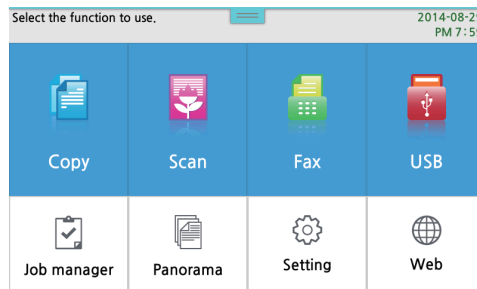 Select the function to use.
2014-08-2
PM 7:5
Copy
Scan
Fax
USB
Job manager
Panorama
Setting
Web